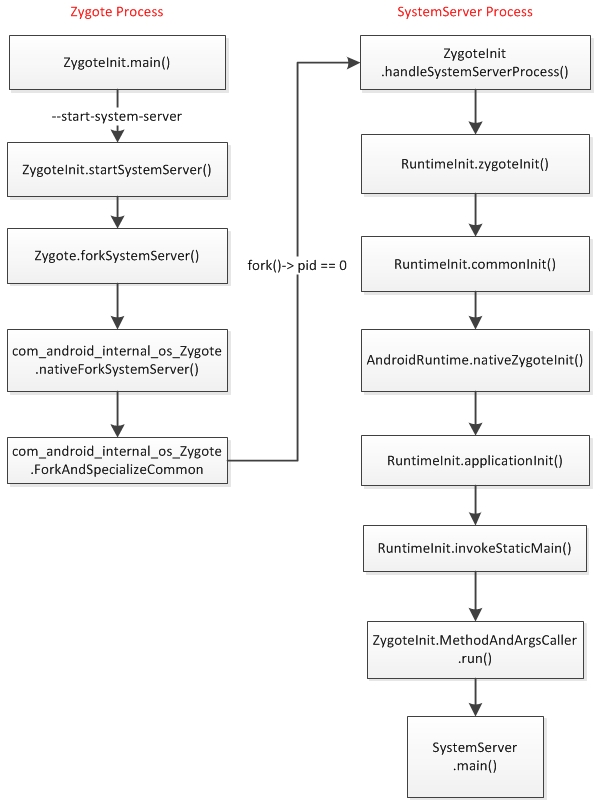 Zygote Process
ZygoteInit.main()
--start-system-server
ZygoteInit.startSystemServer()
Zygote.forkSystemServer()
com_android_internal_os_Zygote
.nativeForkSystemServer()
com_android_internal_os_Zygote
.ForkAndSpecializeCommon
fork()-> pid == 0
SystemServer Process
ZygoteInit
.handleSystemServerProcess()
RuntimeInit.zygoteInit()
RuntimeInit.commonInit()
AndroidRuntime.nativeZygoteInit()
RuntimeInit.applicationInit()
RuntimeInit.invokeStaticMain()
ZygoteInit.MethodAndArgsCaller
.run()
SystemServer
.main()